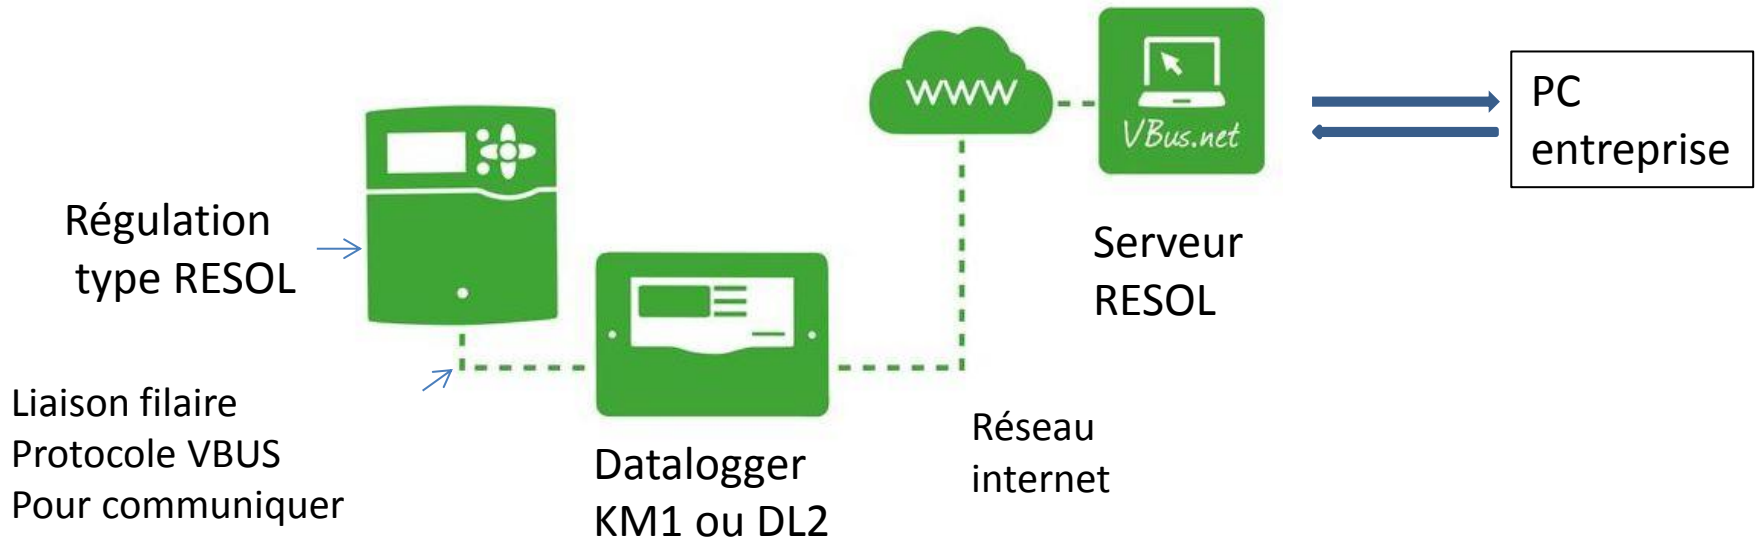 Régulation
type RESOL
Liaison filaire
Protocole VBUS
Pour communiquer
Datalogger
KM1 ou DL2
www
Réseau
internet
VBus.net
Serveur
RESOL
PC
entreprise